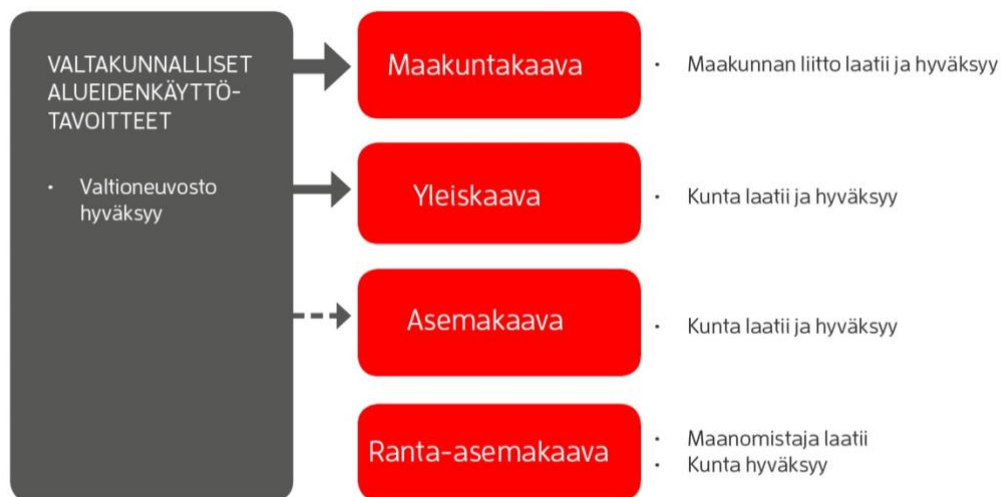 VALTAKUNNALLISET
ALUEIDENKÄYTTÖ-
TAVOITTEET
• Valtioneuvosto
hyväksyy
Maakuntakaava
• Maakunnan liitto laatii ja hyväksyy
Yleiskaava
• Kunta laatii ja hyväksyy
Asemakaava
• Kunta laatii ja hyväksyy
Ranta-asemakaava
• Maanomistaja laatii
• Kunta hyväksyy